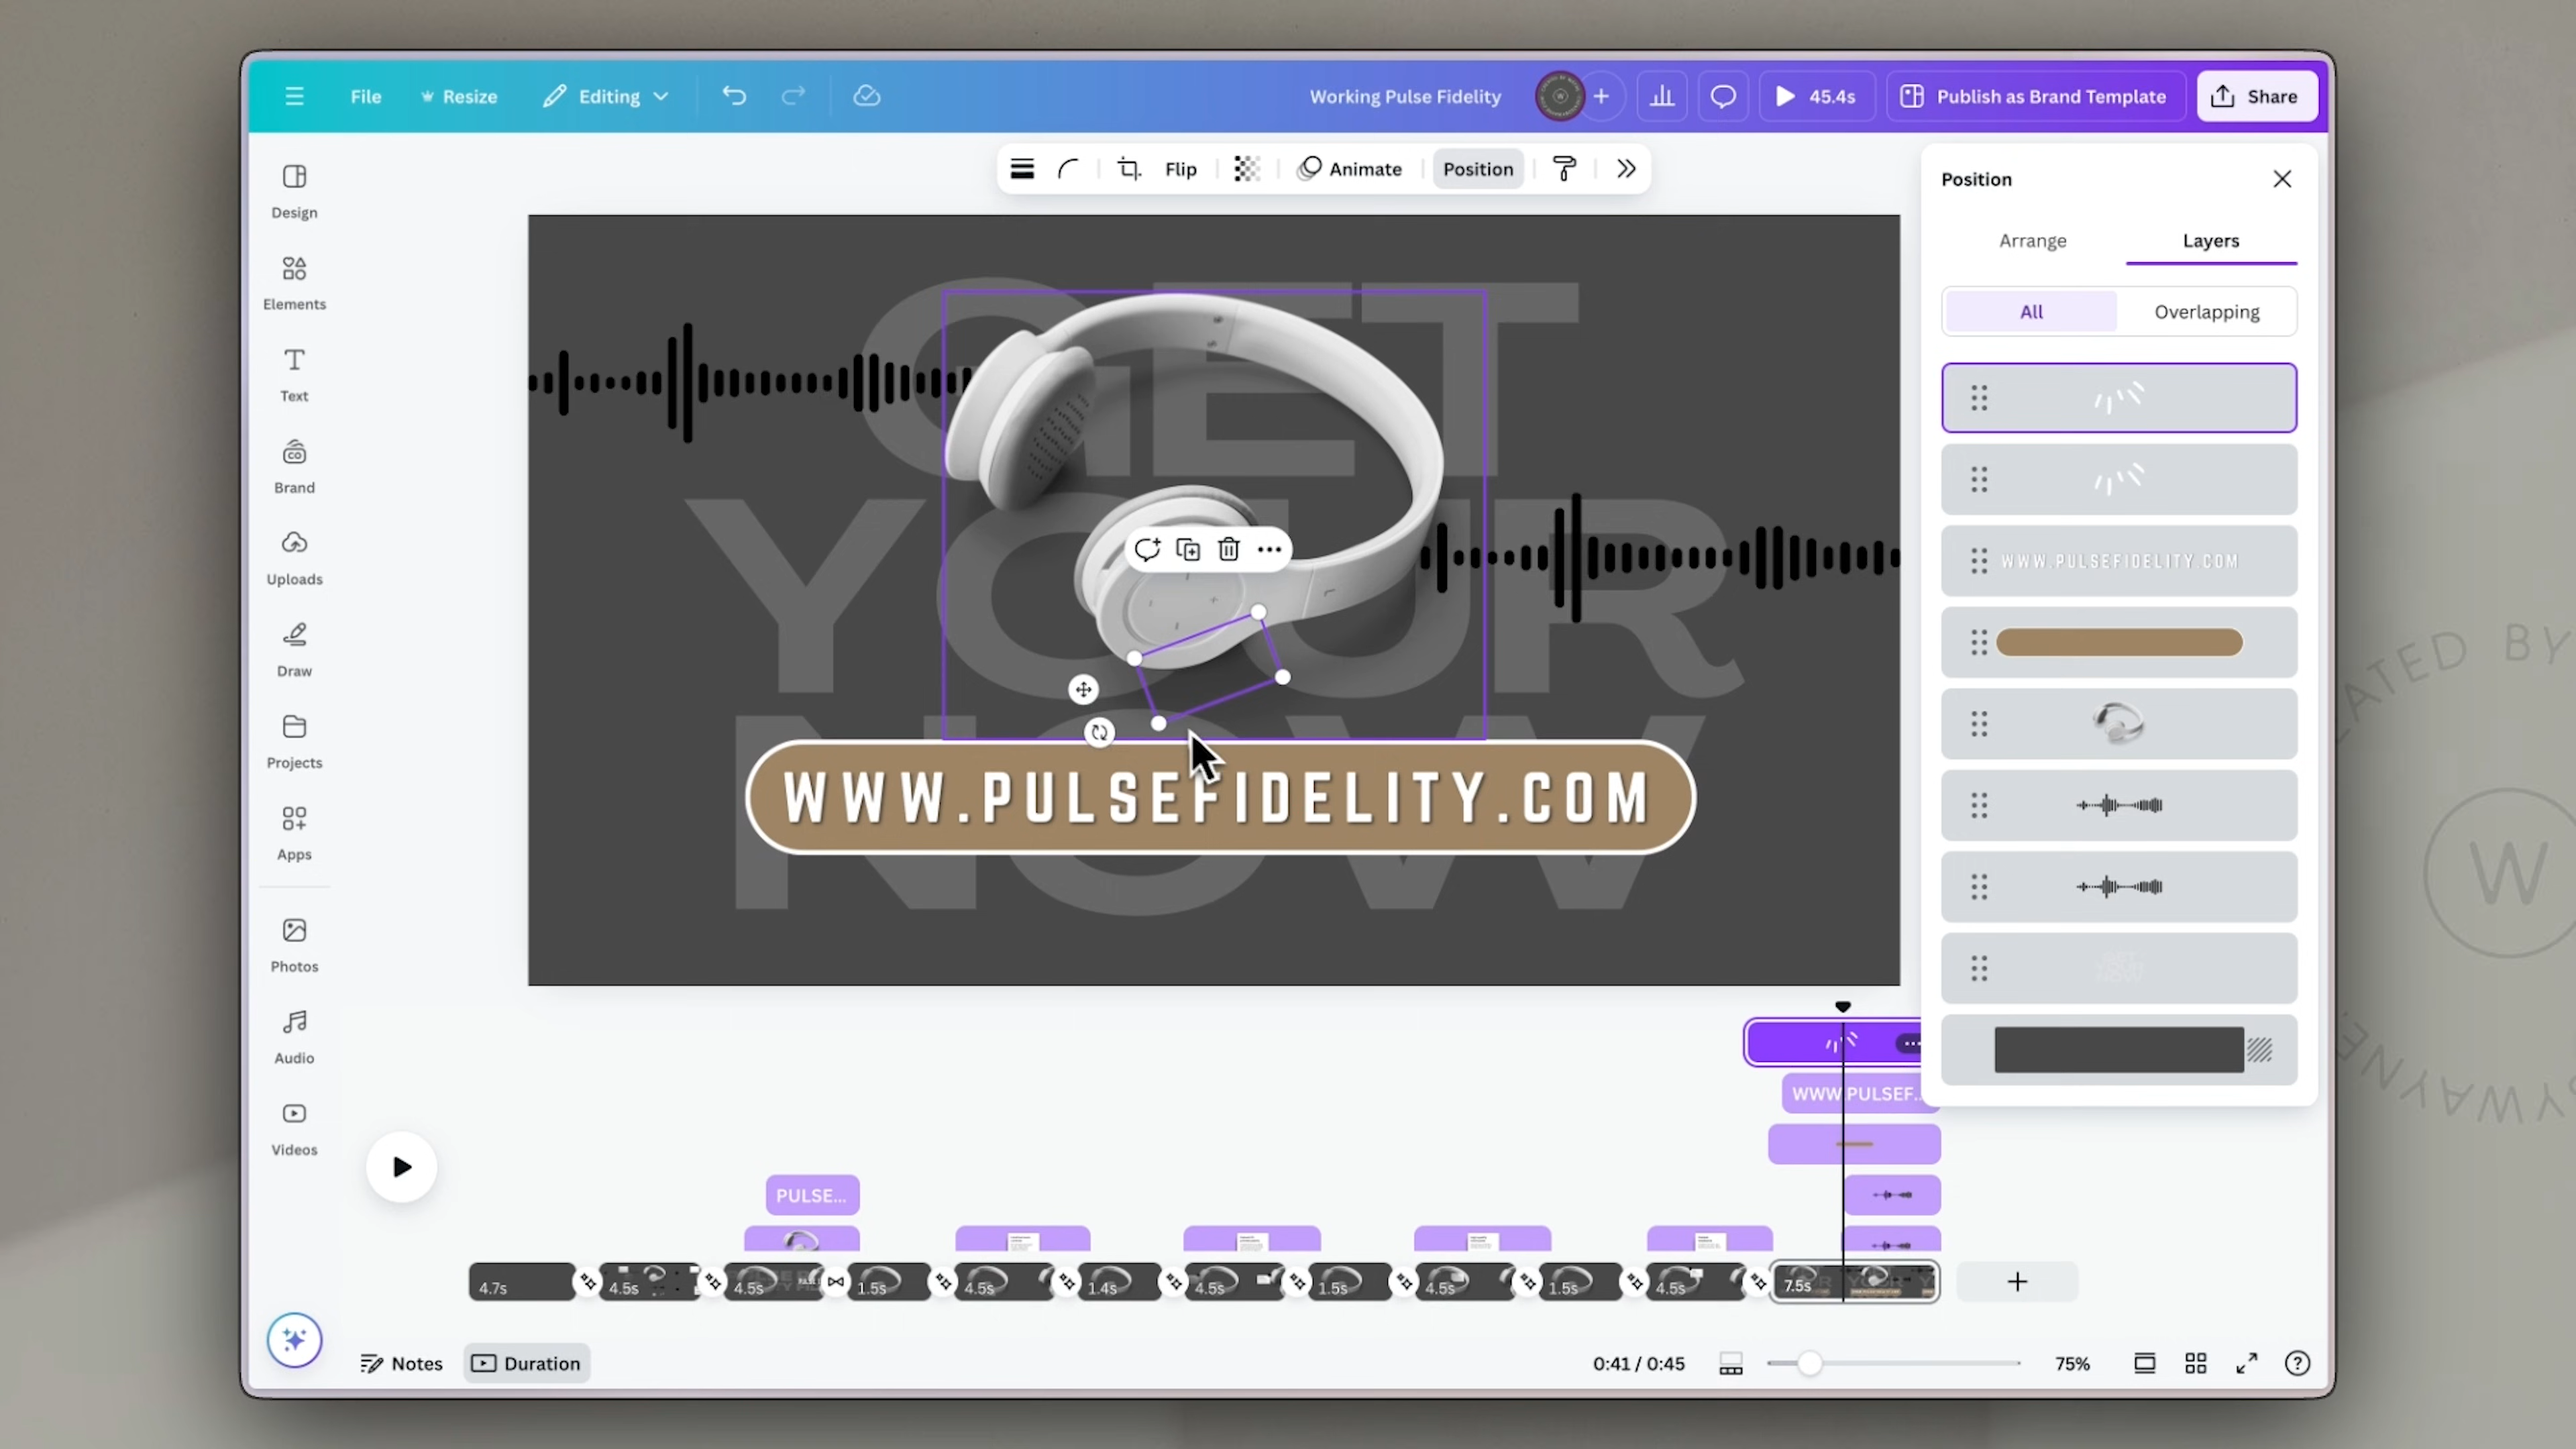 File
Resize
Editing
Working Pulse Fidelity
45.4s
Publish as Brand Template
Share
Design
Elements
Text
Brand
CO
Uploads
Draw
Projects
Apps
Photos
Audio
Videos
Flip
Animate
Position
GET
YOUR
NOW
WWW.PULSEFIDELITY.COM
Position
Arrange
Layers
All
Overlapping
WWW.PULSEFIDELITY.COM
WWW.PULSEF...
PULSE...
4.7s
4.5s
4.5s
1.5s
4.5s
1.4s
4.5s
1.5s
4.5s
1.5s
4.5s
7.5s
Notes
Duration
0:41 / 0:45
75%
W